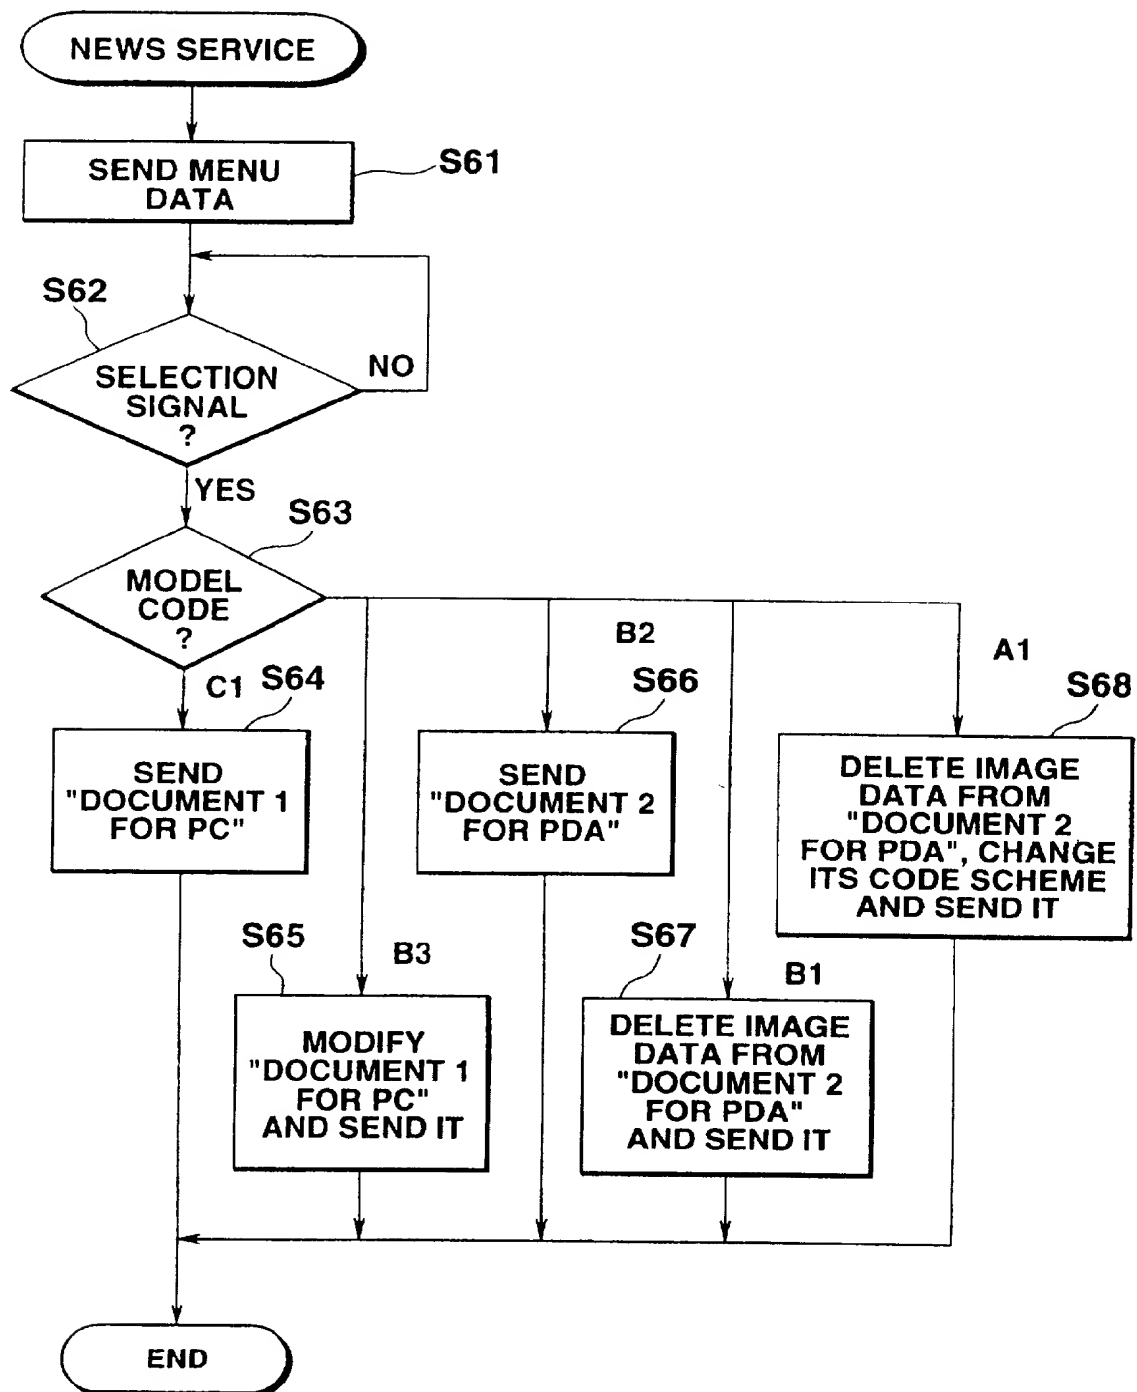 NEWS SERVICE
SEND MENU
DATA
S61
S62
SELECTION
SIGNAL
?
NO
YES
S63
MODEL
CODE
?
C1
S64
SEND
"DOCUMENT 1
FOR PC"
B3
S65
MODIFY
"DOCUMENT 1
FOR PC"
AND SEND IT
B2
S66
SEND
"DOCUMENT 2
FOR PDA"
B1
S67
DELETE IMAGE
DATA FROM
"DOCUMENT 2
FOR PDA"
AND SEND IT
A1
S68
DELETE IMAGE
DATA FROM
"DOCUMENT 2
FOR PDA", CHANGE
ITS CODE SCHEME
AND SEND IT
END